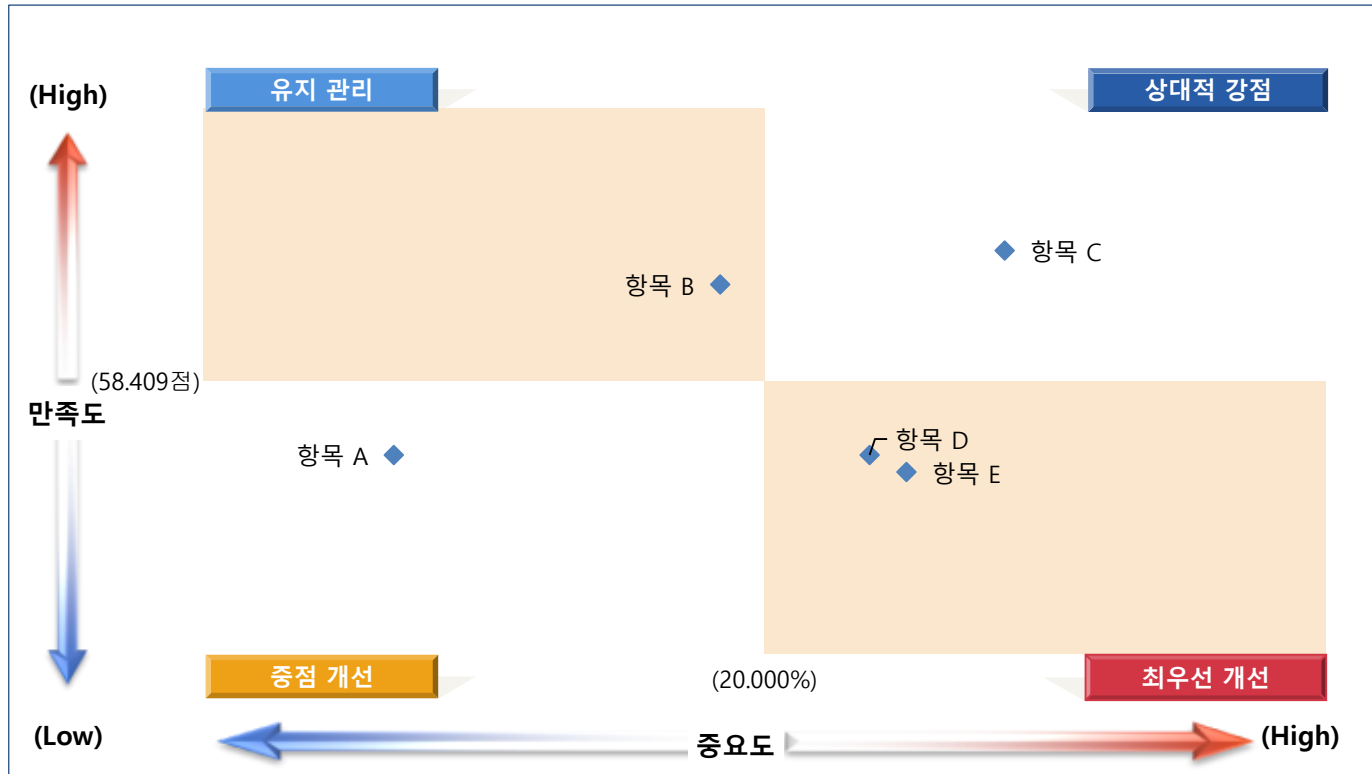 (High)
유지 관리
상대적 강점
항목 C
항목 B
(58.409점)
만족도
항목 A
항목 D
항목 E
중점 개선
(20.000%)
최우선 개선
(Low)
중요도
(High)